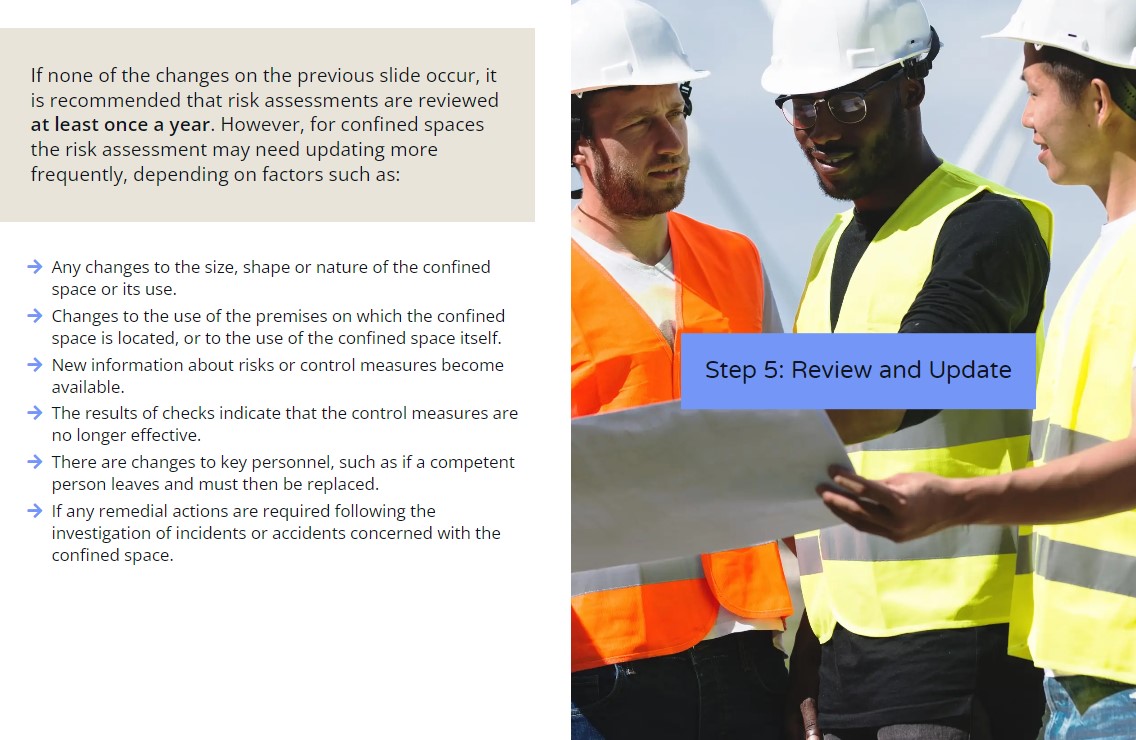 If none of the changes on the previous slide occur, it
is recommended that risk assessments are reviewed
at least once a year. However, for confined spaces
the risk assessment may need updating more
frequently, depending on factors such as:
→ Any changes to the size, shape or nature of the confined
space or its use.
→ Changes to the use of the premises on which the confined
space is located, or to the use of the confined space itself.
→ New information about risks or control measures become
available.
→ The results of checks indicate that the control measures are
no longer effective.
→ There are changes to key personnel, such as if a competent
person leaves and must then be replaced.
→ If any remedial actions are required following the
investigation of incidents or accidents concerned with the
confined space.
Step 5: Review and Update